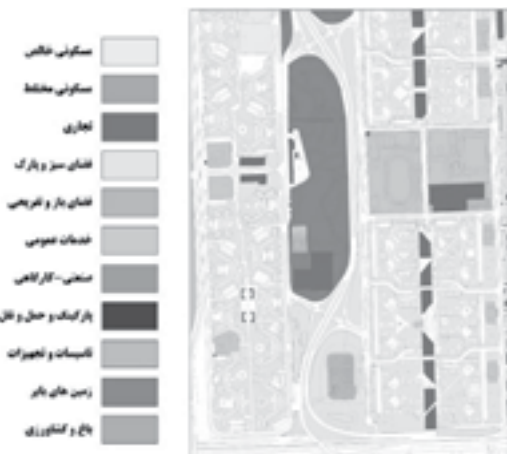 مسکونی خالص
مسکونی مختلط
تجاری
فضای سبز و پارک
فضای باز و تفریحی
خدمات عمومی
صنعتی-کارگاهی
پارکینگ و حمل و نقل
تاسیسات و تجهیزات
زمین های بایر
باغ و کشاورزی